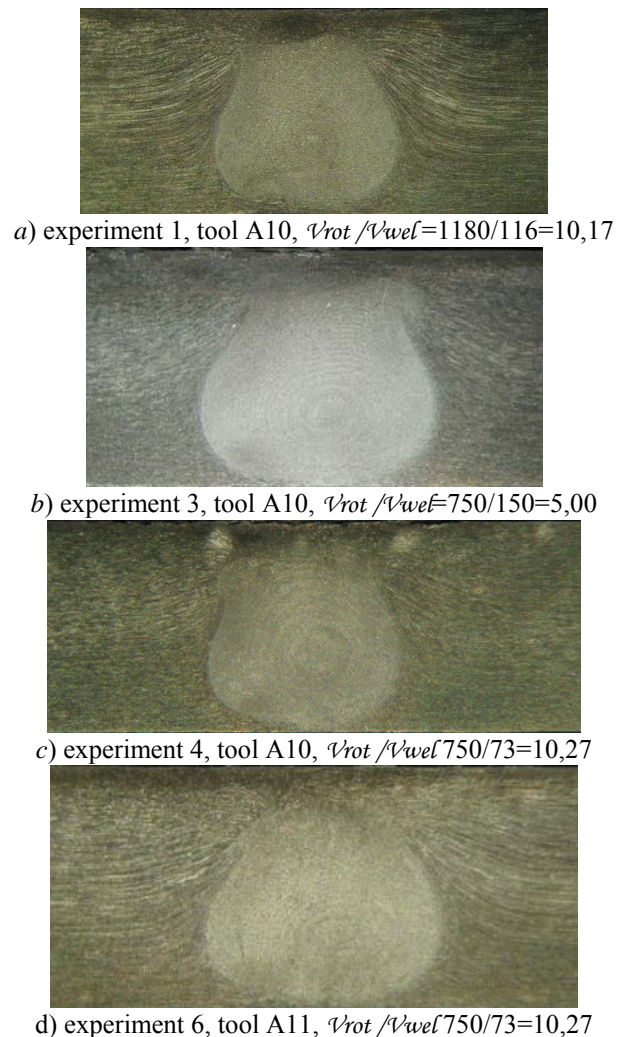 a) experiment 1, tool A10, Vrot /Vwel=1180/116=10,17
b) experiment 3, tool A10, Vrot /Vwel=750/150=5,00
c) experiment 4, tool A10, Vrot /Vwel 750/73=10,27
d) experiment 6, tool A11, Vrot /Vwel 750/73=10,27